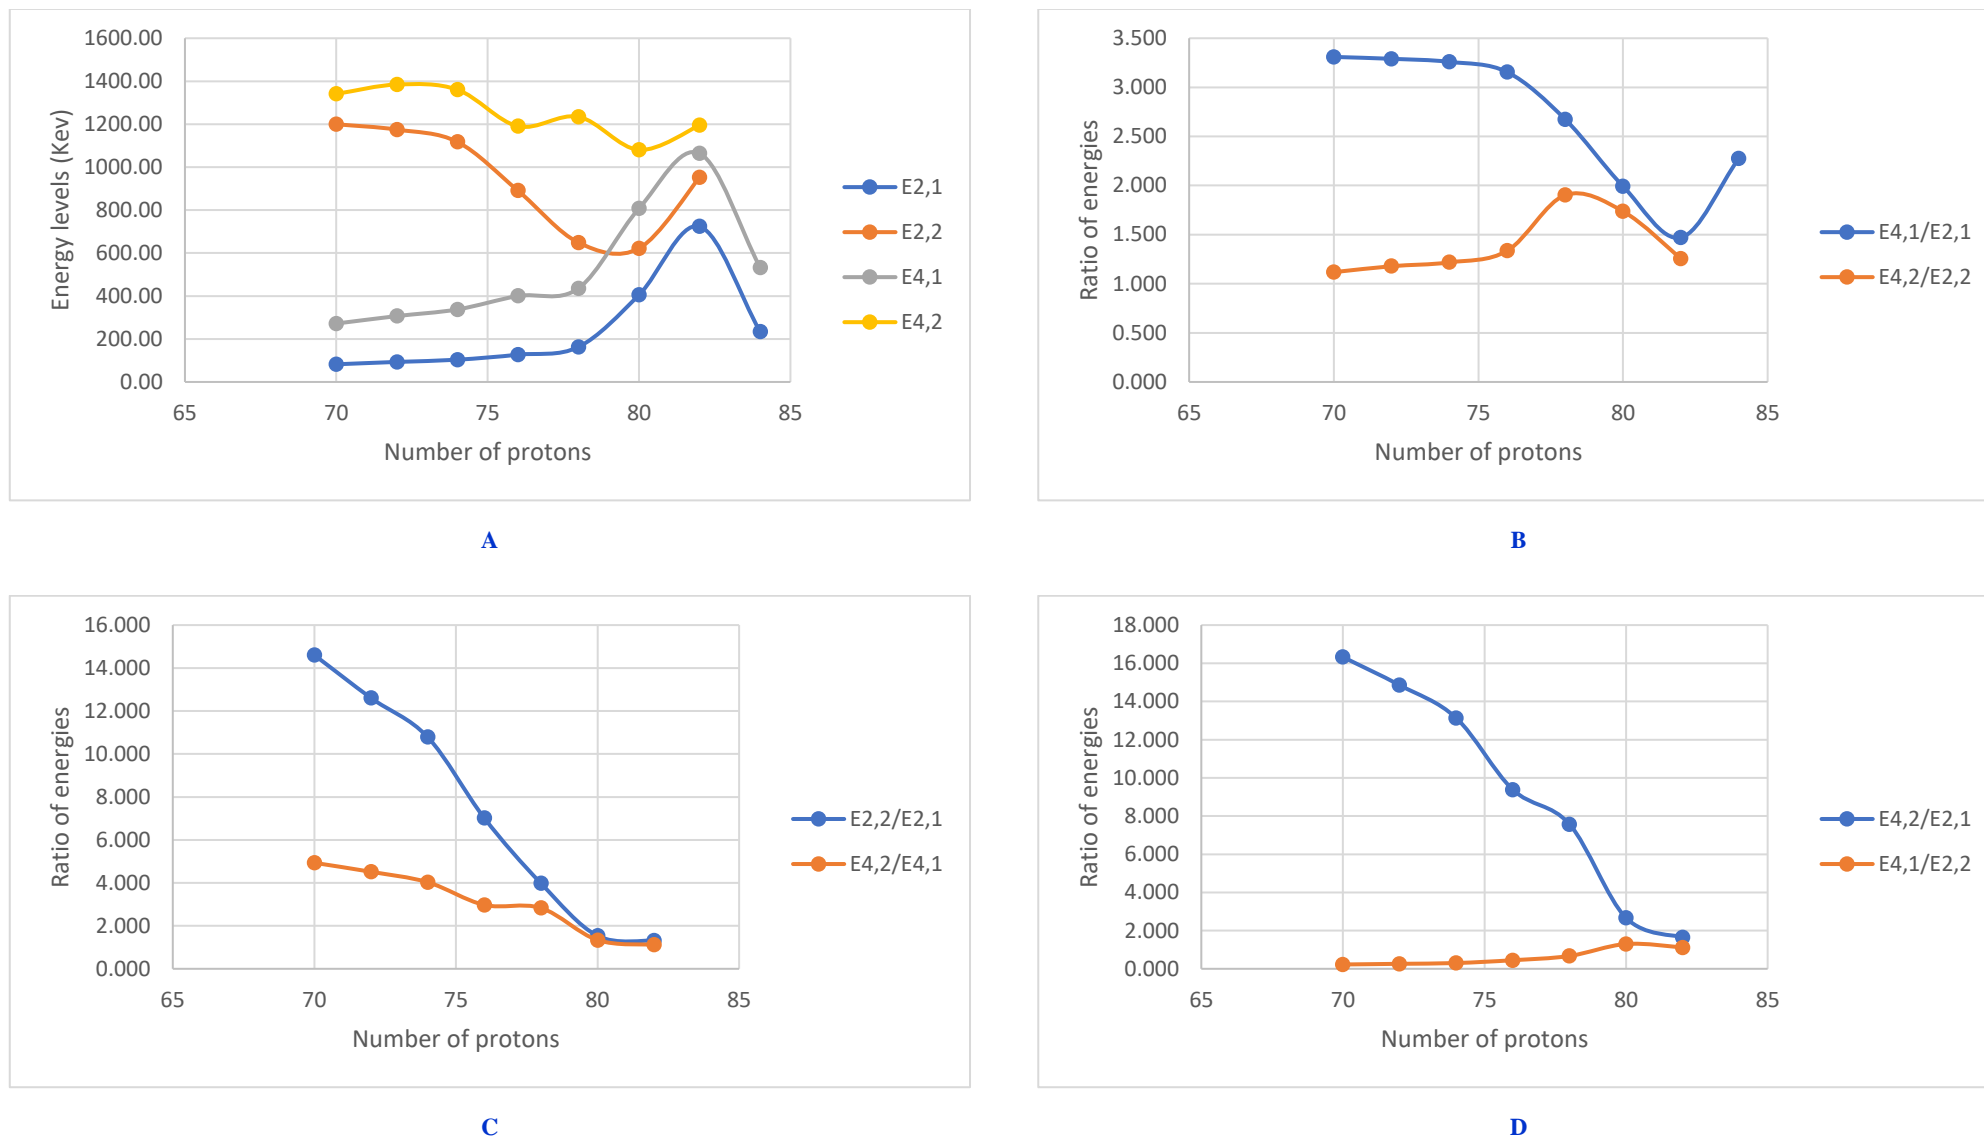 1600.00
1400.00
1200.00
1000.00
800.00
600.00
400.00
200.00
0.00
65
70
75
80
85
Energy levels (Kev)
Number of protons
E2,1
E2,2
E4,1
E4,2
A
3.500
3.000
2.500
2.000
1.500
1.000
0.500
0.000
65
70
75
80
85
Ratio of energies
Number of protons
E4,1/E2,1
E4,2/E2,2
B
16.000
14.000
12.000
10.000
8.000
6.000
4.000
2.000
0.000
65
70
75
80
85
Ratio of energies
Number of protons
E2,2/E2,1
E4,2/E4,1
C
18.000
16.000
14.000
12.000
10.000
8.000
6.000
4.000
2.000
0.000
65
70
75
80
85
Ratio of energies
Number of protons
E4,2/E2,1
E4,1/E2,2
D